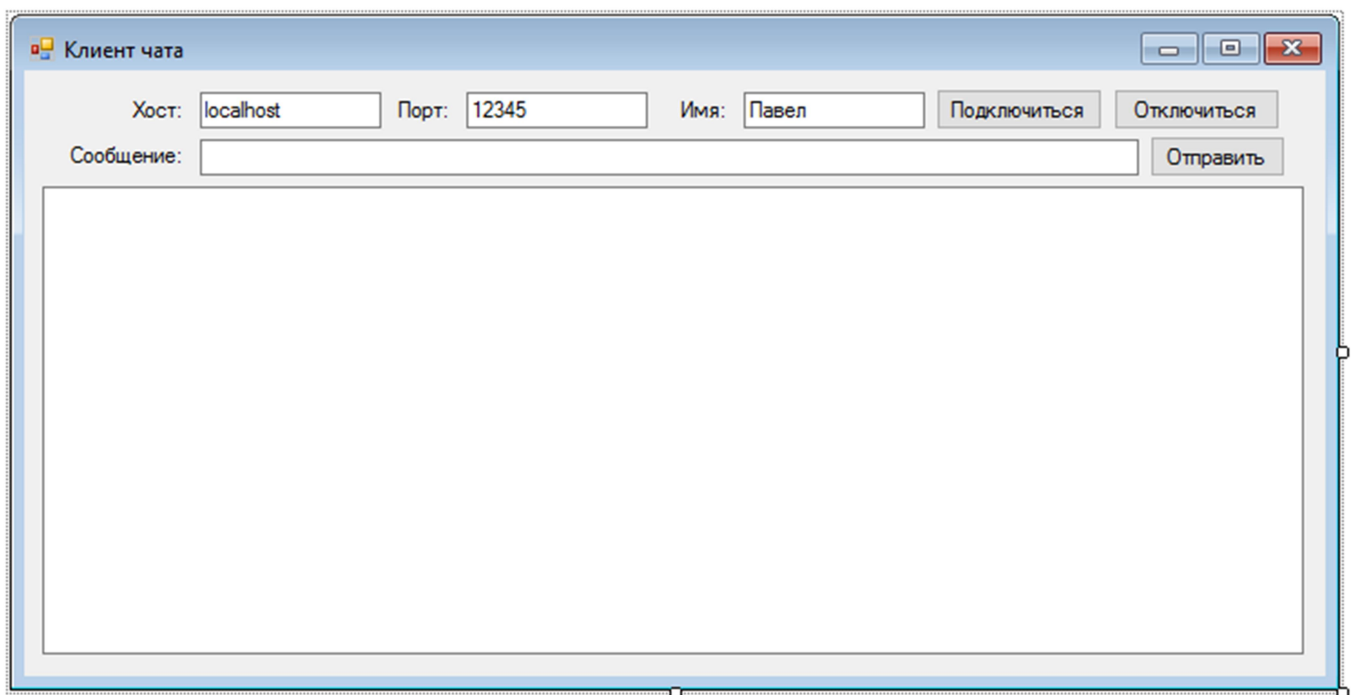 Клиент чата
Хост: localhost Порт: 12345 Имя: Павел Подключиться Отключиться
Сообщение: Отправить